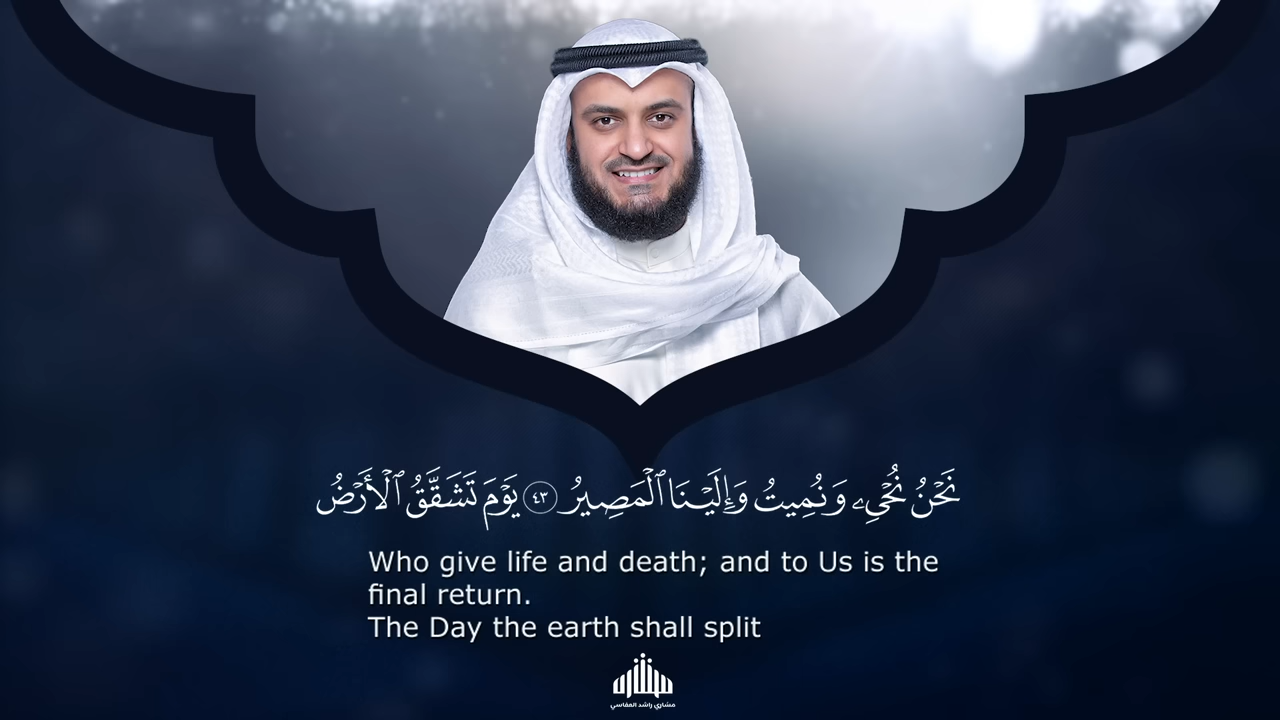 نَحْنُ نُحْيِۦ وَنُمِيتُ وَإِلَيْنَا ٱلْمَصِيرُ ٤٣ يَوْمَ تَشَقَّقُ ٱلْأَرْضُ
Who give life and death; and to Us is the
final return.
The Day the earth shall split
مشاري راشد العفاسي